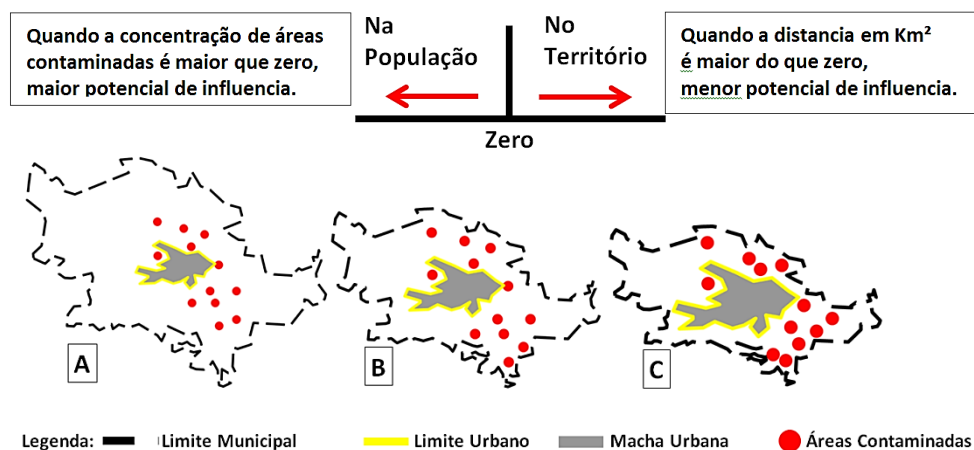 Quando a concentração de áreas
contaminadas é maior que zero,
maior potencial de influencia.
Na
População
No
Território
Quando a distancia em Km²
é maior do que zero,
menor potencial de influencia.
Zero
A
B
C
Legenda:
Limite Municipal
Limite Urbano
Macha Urbana
Áreas Contaminadas